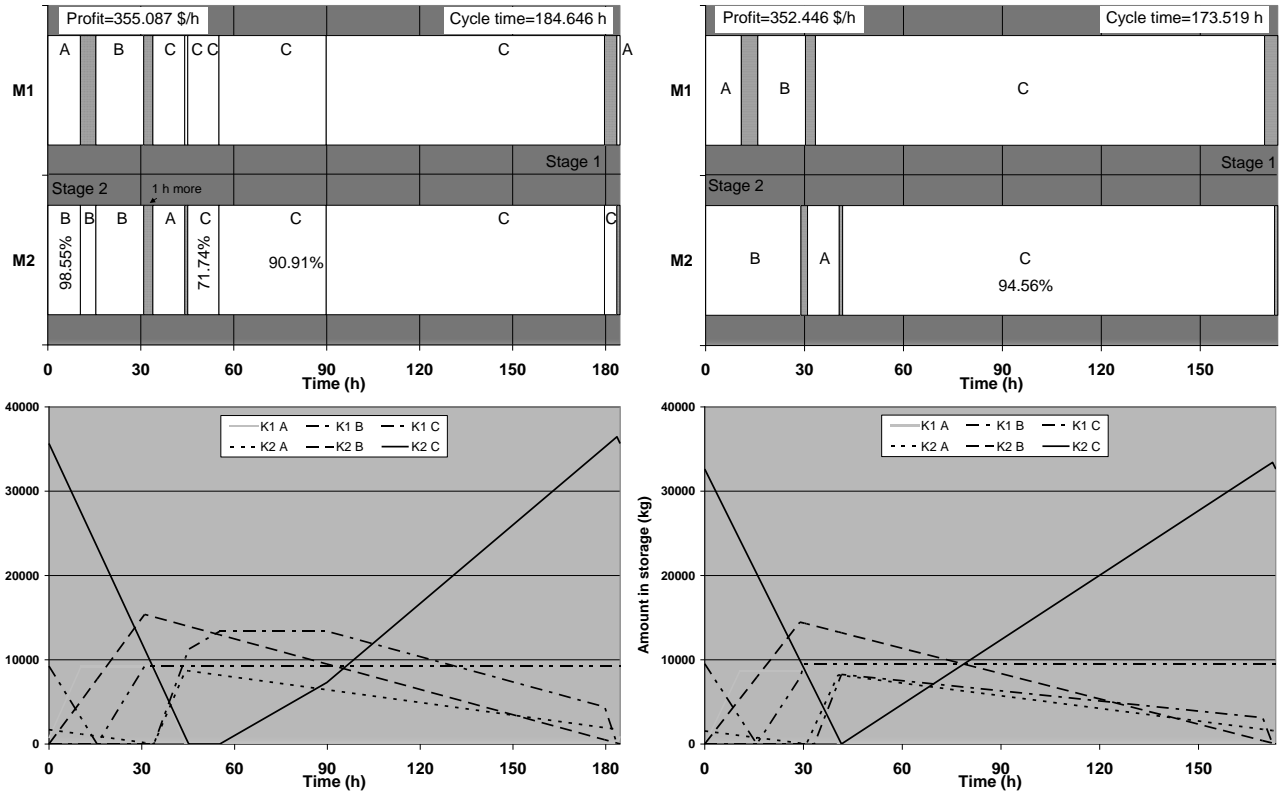 Profit=355.087 $/h
Cycle time=184.646 h
A B C C C C C A
M1
Stage 1
Stage 2
1 h more
B B B A C C C C
M2
98.55%
71.74%
90.91%
0 30 60 90 120 150 180
Time (h)
Profit=352.446 $/h
Cycle time=173.519 h
M1
A B C
Stage 1
Stage 2
M2
B A C
94.56%
0 30 60 90 120 150
Time (h)
40000
30000
20000
10000
0
K1 A K1 B K1 C
K2 A K2 B K2 C
0 30 60 90 120 150 180
Time (h)
Amount in storage (kg)
40000
30000
20000
10000
0
K1 A K1 B K1 C
K2 A K2 B K2 C
0 30 60 90 120 150
Time (h)